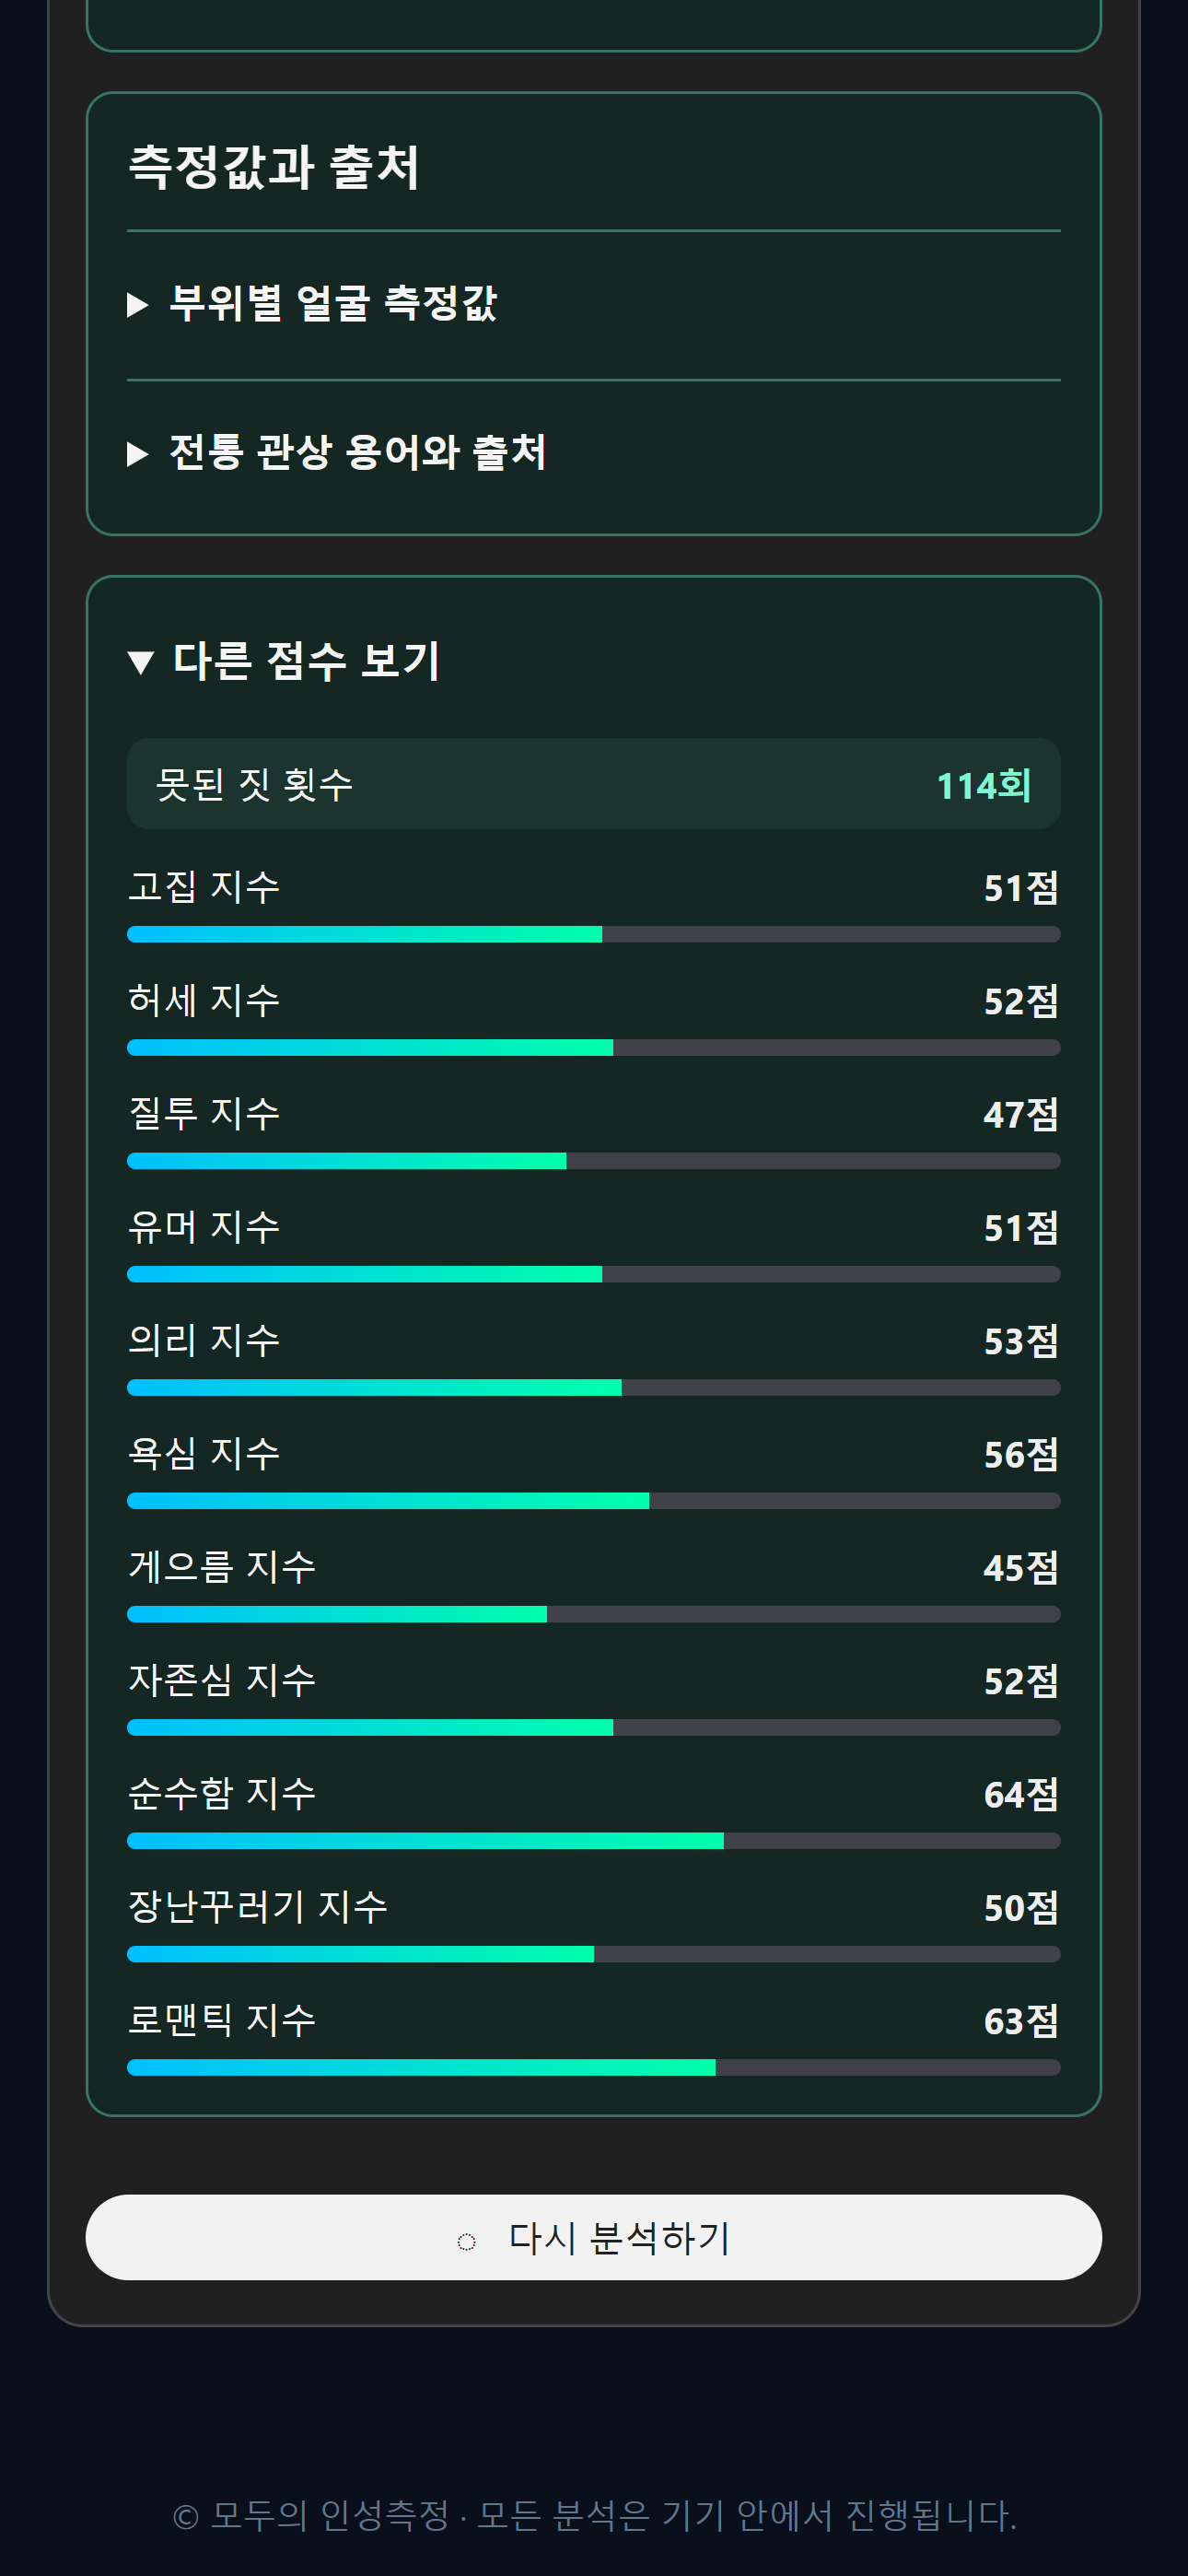 측정값과 출처
부위별 얼굴 측정값
전통 관상 용어와 출처
다른 점수 보기
못된 짓 횟수 114회
고집 지수 51점
허세 지수 52점
질투 지수 47점
유머 지수 51점
의리 지수 53점
욕심 지수 56점
게으름 지수 45점
자존심 지수 52점
순수함 지수 64점
장난꾸러기 지수 50점
로맨틱 지수 63점
다시 분석하기
© 모두의 인성측정 · 모든 분석은 기기 안에서 진행됩니다.